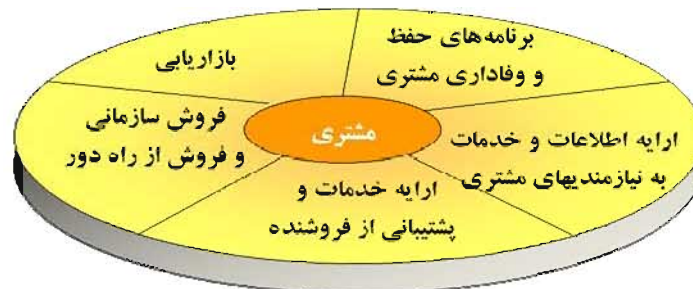 برنامه‌های حفظ
و وفاداری مشتری
بازاریابی
فروش سازمانی
و فروش از راه دور
مشتری
ارایه اطلاعات و خدمات
به نیازمندیهای مشتری
ارایه خدمات و
پشتیبانی از فروشنده